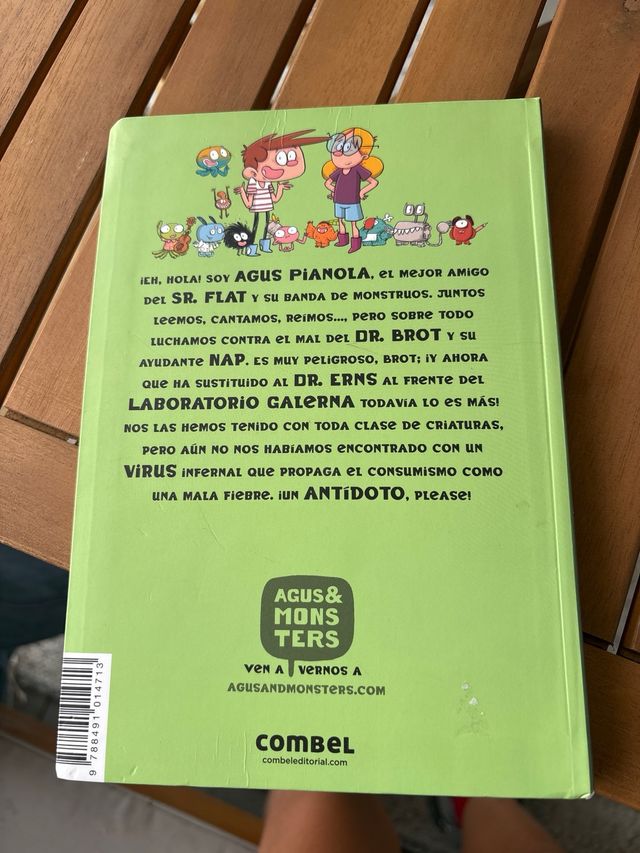 ¡EH, HOLA! SOY AGUS PIANOLA, EL MEJOR AMIGO
DEL SR. FLAT Y SU BANDA DE MONSTRUOS. JUNTOS
LEEMOS, CANTAMOS, REÍMOS..., PERO SOBRE TODO
LUCHAMOS CONTRA EL MAL DEL DR. BROT Y SU
AYUDANTE NAP. ES MUY PELIGROSO, BROT; ¡Y AHORA
QUE HA SUSTITUIDO AL DR. ERNS AL FRENTE DEL
LABORATORIO GALERNA TODAVÍA LO ES MÁS!
NOS LAS HEMOS TENIDO CON TODA CLASE DE CRIATURAS,
PERO AÚN NO NOS HABÍAMOS ENCONTRADO CON UN
VIRUS INFERNAL QUE PROPAGA EL CONSUMISMO COMO
UNA MALA FIEBRE. ¡UN ANTÍDOTO, PLEASE!
AGUS&
MONS
TERS
VEN A VERNOS A
AGUSANDMONSTERS.COM
COMBEL
combeleditorial.com
9 788491 014713